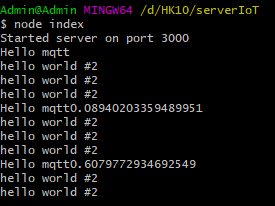 Admin@Admin MINGW64 /d/HK10/serverIoT
$ node index
Started server on port 3000
Hello mqtt
hello world #2
hello world #2
hello world #2
Hello mqtt0.08940203359489951
hello world #2
hello world #2
hello world #2
Hello mqtt0.6079772934692549
hello world #2
hello world #2